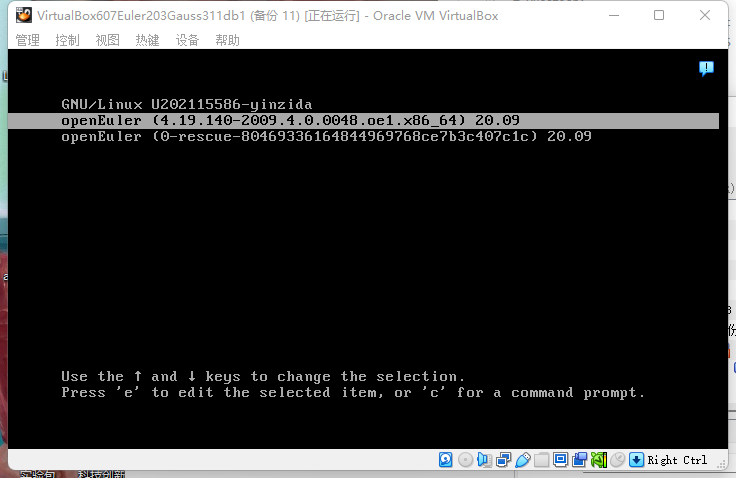 VirtualBox607Euler203Gauss311db1 (备份 11) [正在运行] - Oracle VM VirtualBox
管理 控制 视图 热键 设备 帮助
GNU/Linux U202115586-yinzida
openEuler (4.19.140-2009.4.0.0048.oe1.x86_64) 20.09
openEuler (0-rescue-80469336164844969768ce7b3c407c1c) 20.09
Use the ↑ and ↓ keys to change the selection.
Press 'e' to edit the selected item, or 'c' for a command prompt.
Right Ctrl